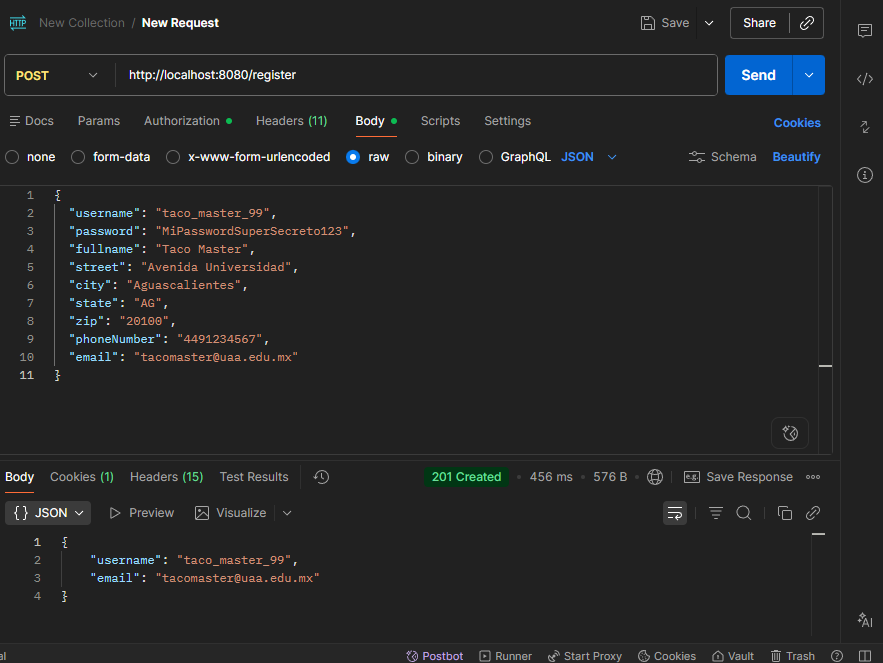 HTTP New Collection / New Request Save Share
POST http://localhost:8080/register Send
Docs Params Authorization Headers (11) Body Scripts Settings Cookies
none form-data x-www-form-urlencoded raw binary GraphQL JSON Schema Beautify
1 {
2 "username": "taco_master_99",
3 "password": "MiPasswordSuperSecreto123",
4 "fullname": "Taco Master",
5 "street": "Avenida Universidad",
6 "city": "Aguascalientes",
7 "state": "AG",
8 "zip": "20100",
9 "phoneNumber": "4491234567",
10 "email": "tacomaster@uaa.edu.mx"
11 }
Body Cookies (1) Headers (15) Test Results 201 Created 456 ms 576 B e.g. Save Response
{} JSON Preview Visualize
1 {
2 "username": "taco_master_99",
3 "email": "tacomaster@uaa.edu.mx"
4 }
AI
Postbot Runner Start Proxy Cookies Vault Trash